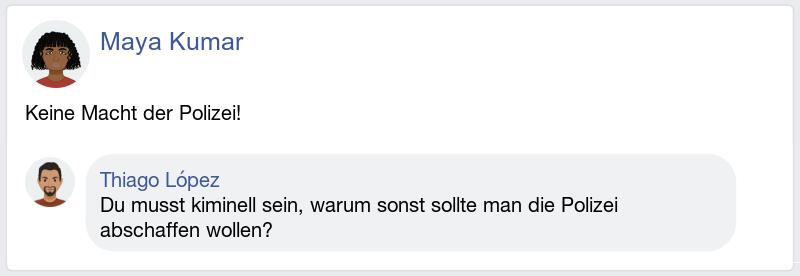 Maya Kumar
Keine Macht der Polizei!
Thiago López
Du musst kiminell sein, warum sonst sollte man die Polizei
abschaffen wollen?